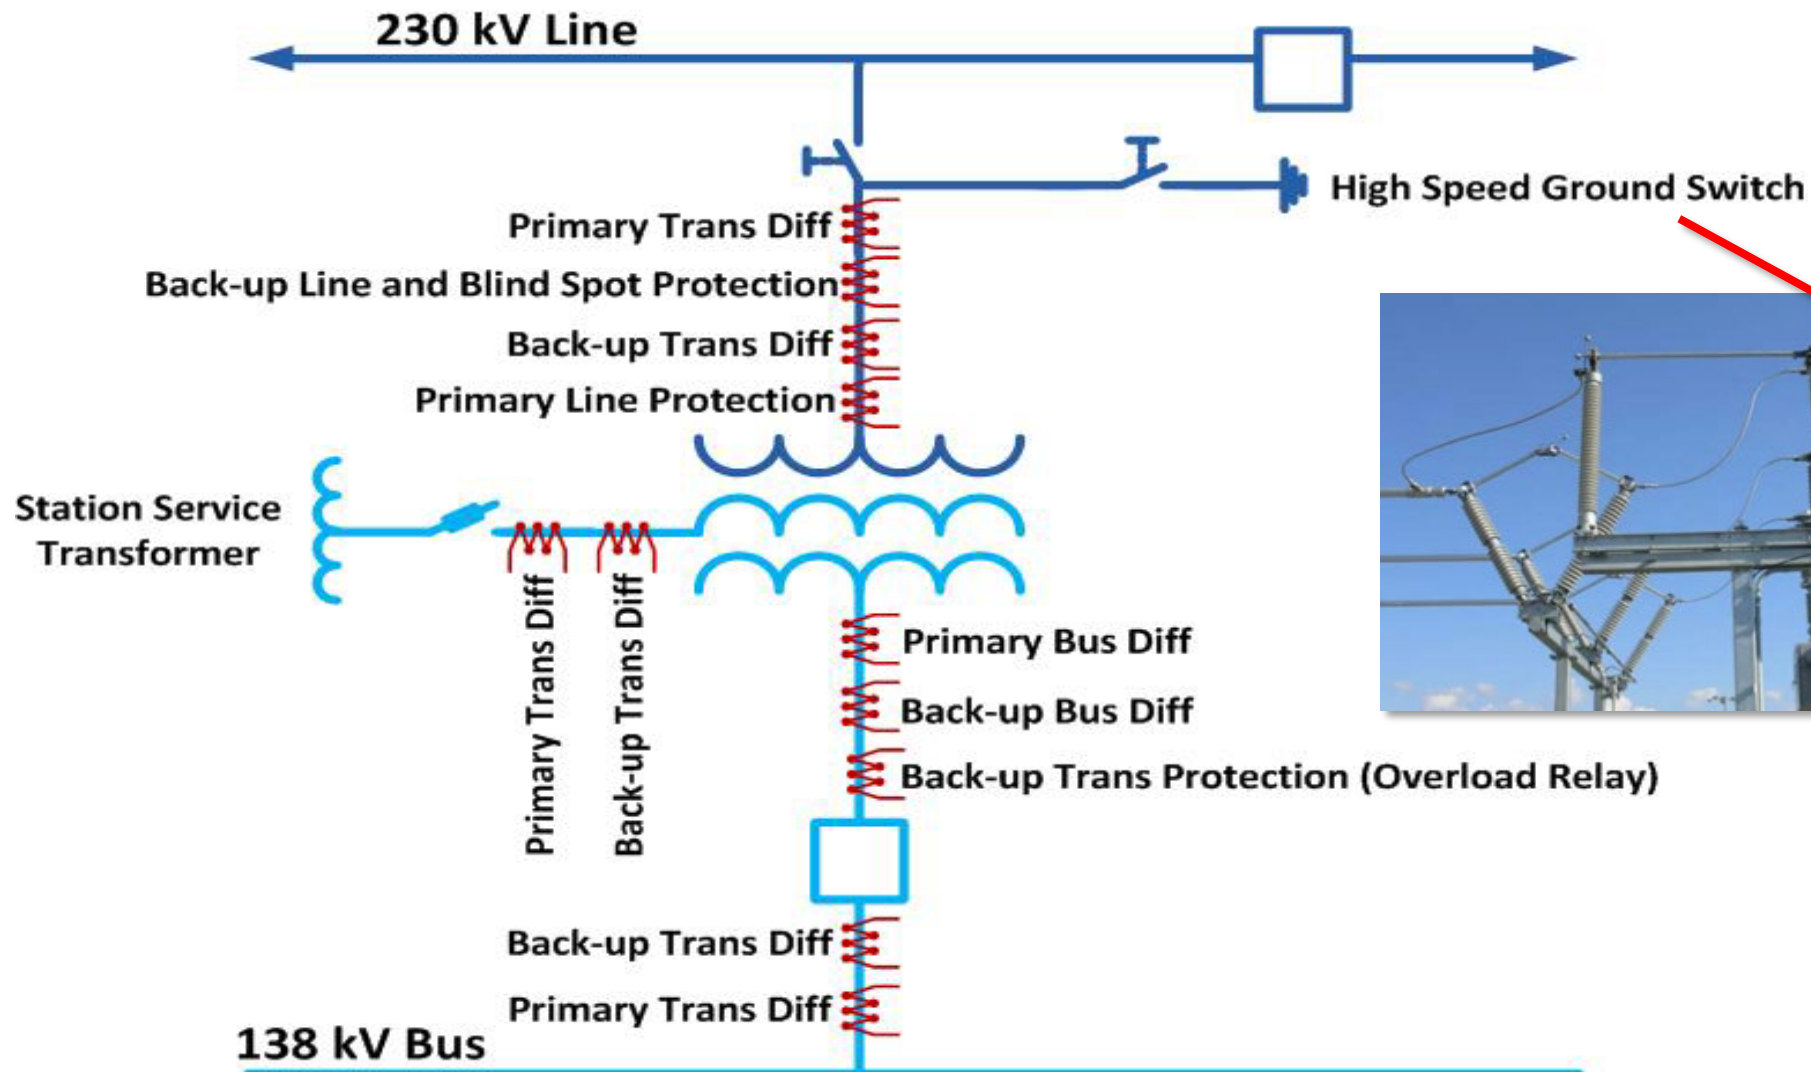 230 kV Line
High Speed Ground Switch
Primary Trans Diff
Back-up Line and Blind Spot Protection
Back-up Trans Diff
Primary Line Protection
Station Service
Transformer
Primary Trans Diff
Back-up Trans Diff
Primary Bus Diff
Back-up Bus Diff
Back-up Trans Protection (Overload Relay)
Back-up Trans Diff
Primary Trans Diff
138 kV Bus